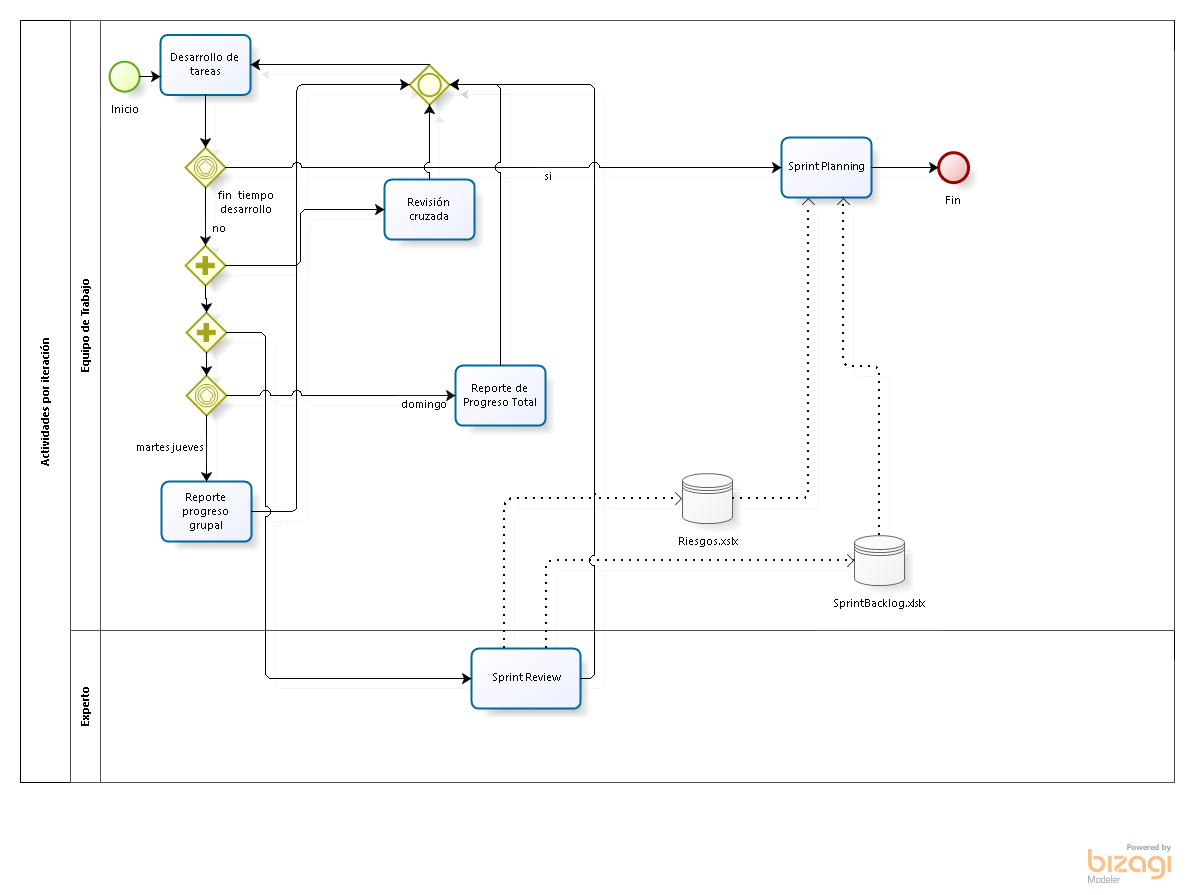 Actividades por iteración
Equipo de Trabajo
Experto
Inicio
Desarrollo de
tareas
fin tiempo
desarrollo
no
si
Revisión
cruzada
Sprint Planning
Fin
domingo
Reporte de
Progreso Total
martes jueves
Reporte
progreso
grupal
Riesgos.xslx
SprintBacklog.xlslx
Sprint Review
Powered by
bizagi
Modeler